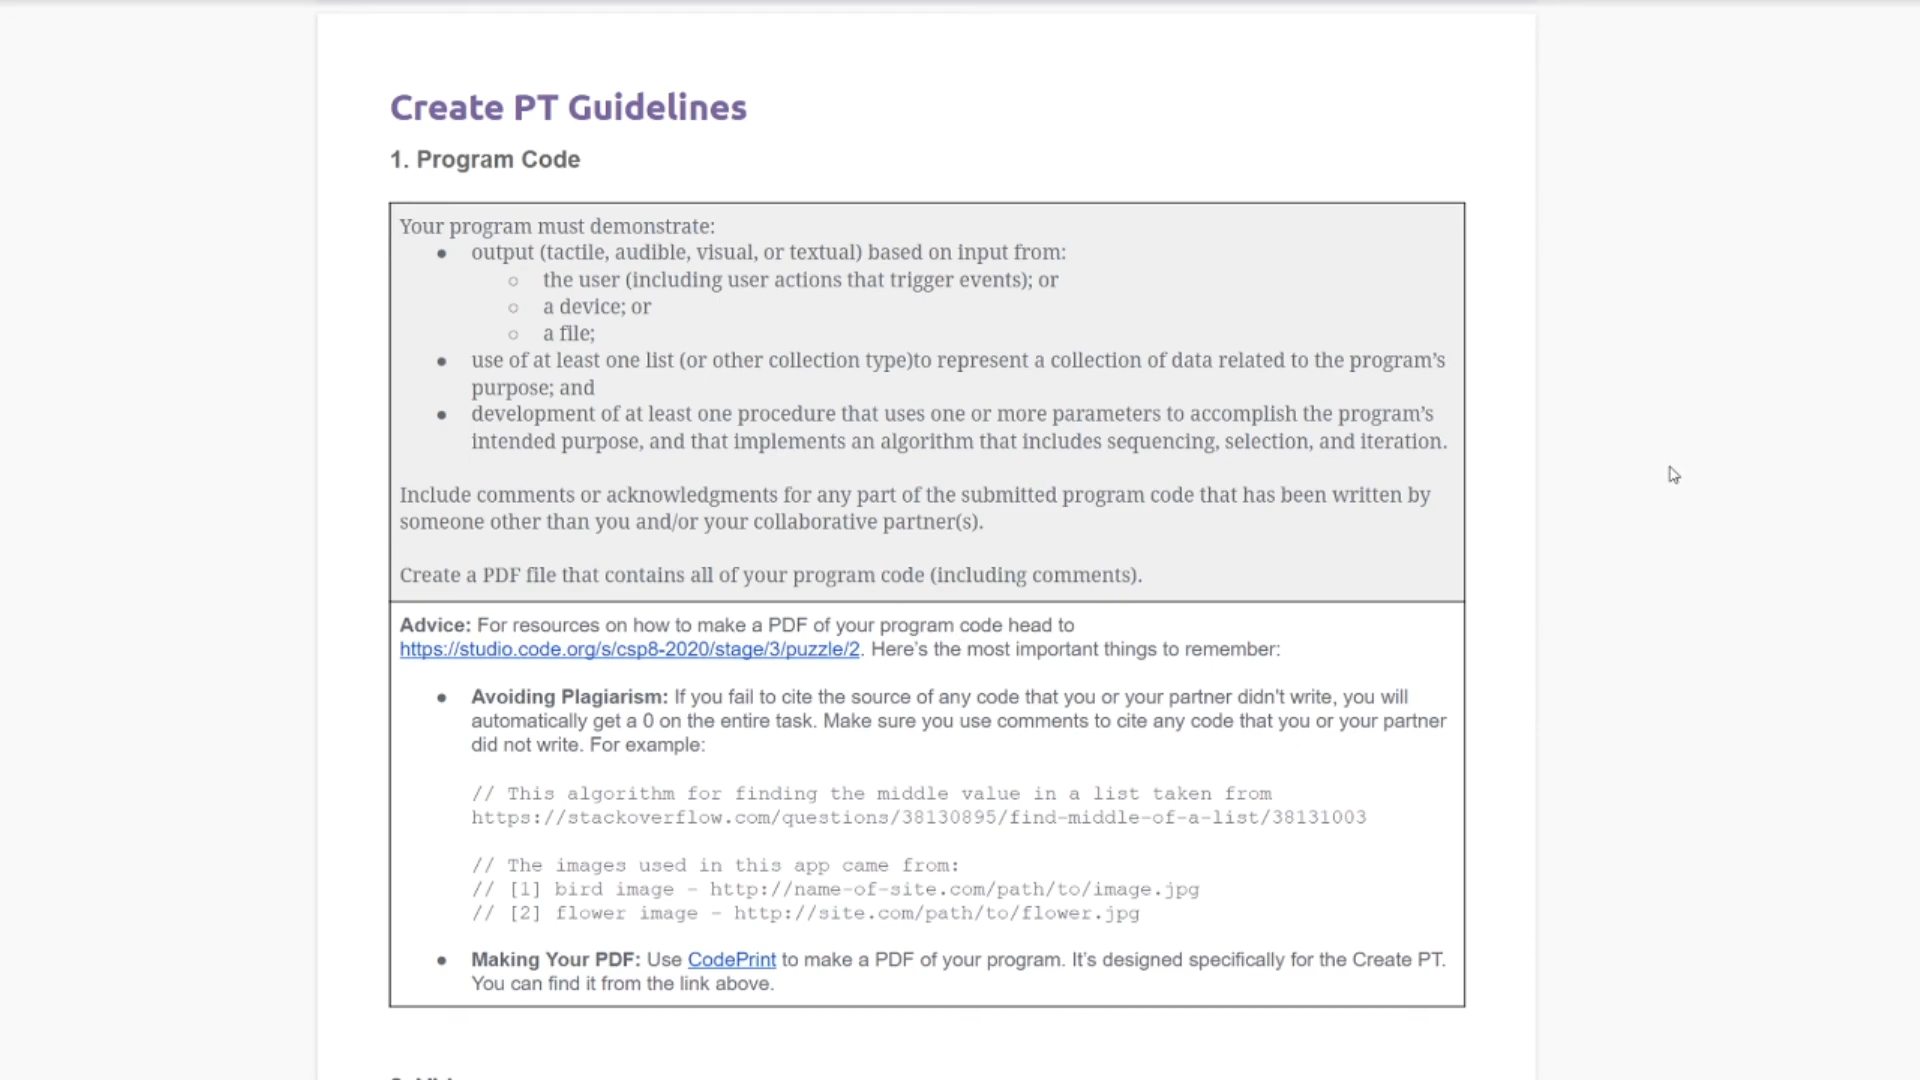 Create PT Guidelines
1. Program Code
Your program must demonstrate:
● output (tactile, audible, visual, or textual) based on input from:
○ the user (including user actions that trigger events); or
○ a device; or
○ a file;
● use of at least one list (or other collection type)to represent a collection of data related to the program’s
purpose; and
● development of at least one procedure that uses one or more parameters to accomplish the program’s
intended purpose, and that implements an algorithm that includes sequencing, selection, and iteration.
Include comments or acknowledgments for any part of the submitted program code that has been written by
someone other than you and/or your collaborative partner(s).
Create a PDF file that contains all of your program code (including comments).
Advice: For resources on how to make a PDF of your program code head to
https://studio.code.org/s/csp8-2020/stage/3/puzzle/2. Here’s the most important things to remember:
● Avoiding Plagiarism: If you fail to cite the source of any code that you or your partner didn't write, you will
automatically get a 0 on the entire task. Make sure you use comments to cite any code that you or your partner
did not write. For example:
// This algorithm for finding the middle value in a list taken from
https://stackoverflow.com/questions/38130895/find-middle-of-a-list/38131003
// The images used in this app came from:
// [1] bird image - http://name-of-site.com/path/to/image.jpg
// [2] flower image - http://site.com/path/to/flower.jpg
● Making Your PDF: Use CodePrint to make a PDF of your program. It’s designed specifically for the Create PT.
You can find it from the link above.